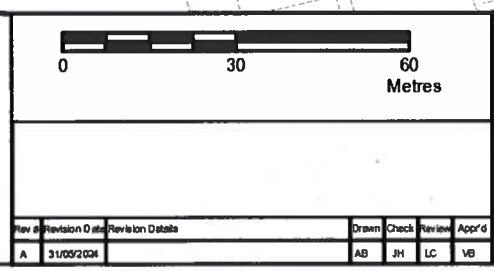 0 30 60
Metres
Rev # Revision Date Revision Details Drawn Check Review Appr'd
A 31/05/2024 AB JH LC VB